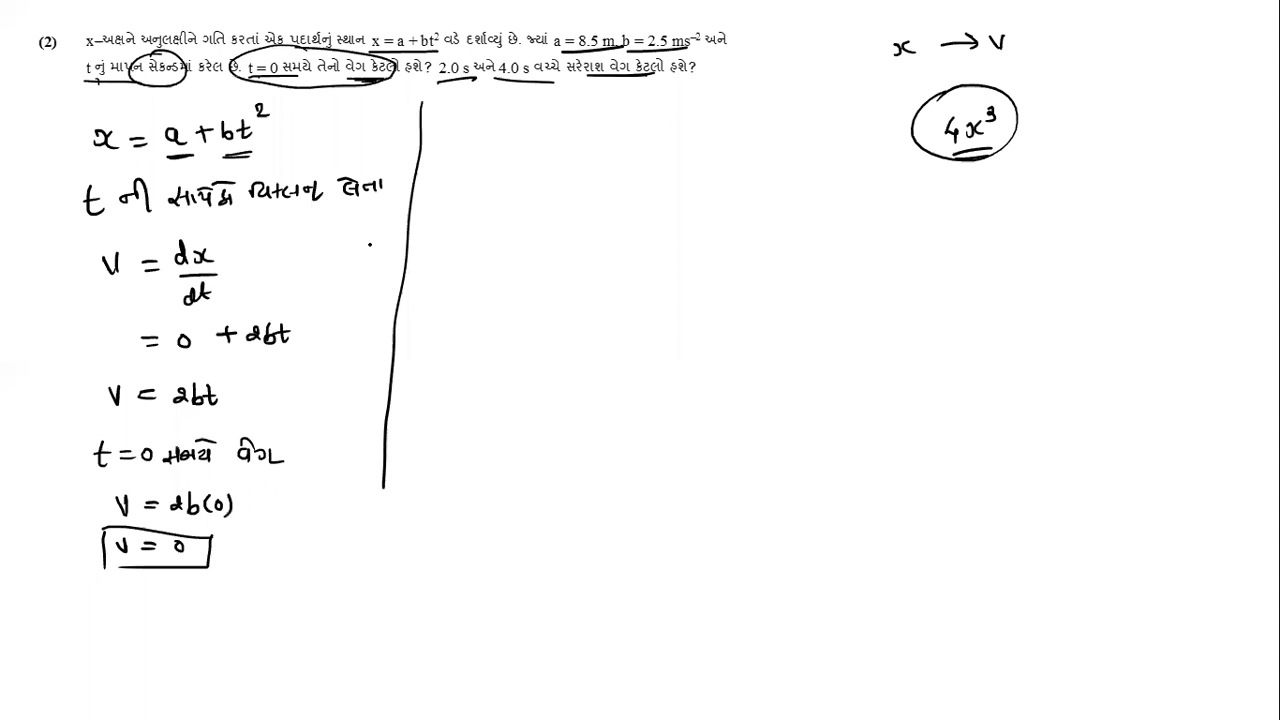 (2) x–અક્ષને અનુલક્ષીને ગતિ કરતાં એક પદાર્થનું સ્થાન x = a + bt² વડે દર્શાવ્યું છે. જ્યાં a = 8.5 m, b = 2.5 ms⁻² અને
t નું માપન સેકન્ડમાં કરેલ છે. t = 0 સમયે તેનો વેગ કેટલો હશે? 2.0 s અને 4.0 s વચ્ચે સરેરાશ વેગ કેટલો હશે?
x → v
4x³
x = a + bt²
t ની સાપેક્ષે વિકલન લેતા
v = dx/dt
= 0 + 2bt
v = 2bt
t = 0 સમયે વેગ
v = 2b(0)
v = 0